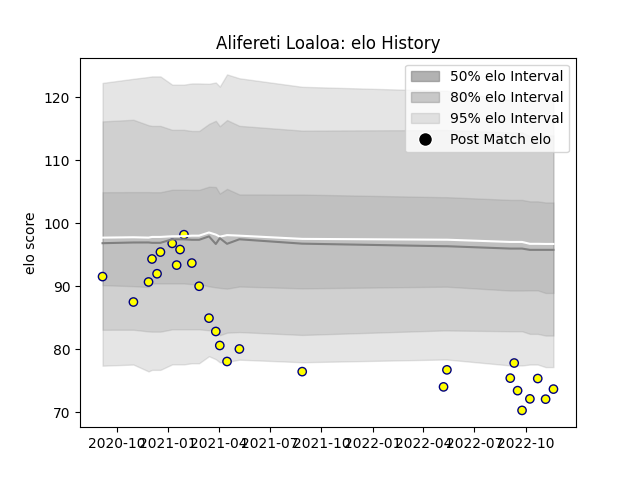 Alifereti Loaloa: elo History
50% elo Interval
80% elo Interval
95% elo Interval
Post Match elo
elo score
120
110
100
90
80
70
2020-10 2021-01 2021-04 2021-07 2021-10 2022-01 2022-04 2022-07 2022-10